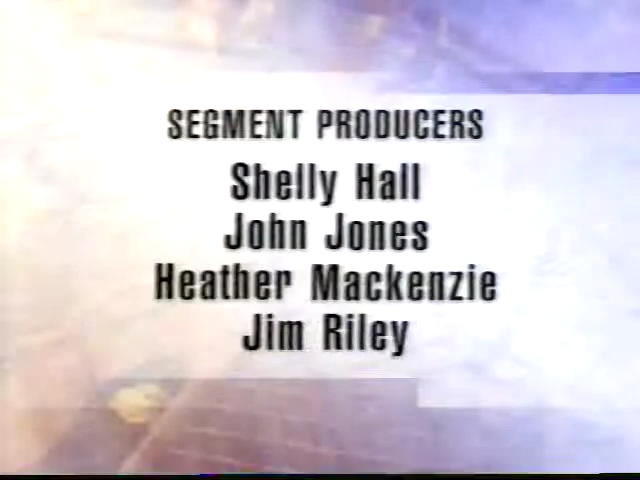 SEGMENT PRODUCERS
Shelly Hall
John Jones
Heather Mackenzie
Jim Riley